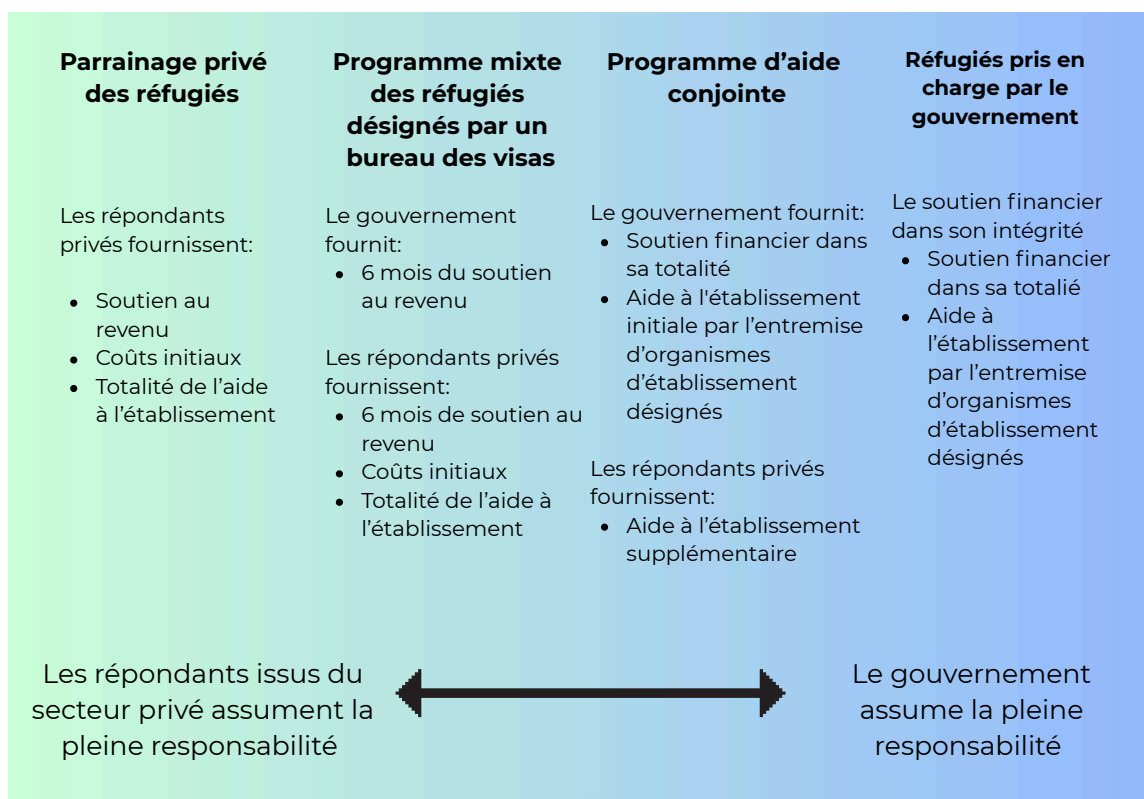 Parrainage privé
des réfugiés
Les répondants
privés fournissent:
• Soutien au
revenu
• Coûts initiaux
• Totalité de l'aide
à l'établissement
Programme mixte
des réfugiés
désignés par un
bureau des visas
Le gouvernement
fournit:
• 6 mois du soutien
au revenu
Les répondants privés
fournissent:
• 6 mois de soutien au
revenu
• Coûts initiaux
• Totalité de l'aide à
l'établissement
Programme d'aide
conjointe
Le gouvernement fournit:
• Soutien financier dans
sa totalité
• Aide à l'établissement
initiale par l'entremise
d'organismes
d'établissement
désignés
Les répondants privés
fournissent:
• Aide à l'établissement
supplémentaire
Réfugiés pris en
charge par le
gouvernement
Le soutien financier
dans son intégrité
• Soutien financier
dans sa totalié
• Aide à
l'établissement
par l'entremise
d'organismes
d'établissement
désignés
Les répondants issus du
secteur privé assument la
pleine responsabilité
Le gouvernement
assume la pleine
responsabilité